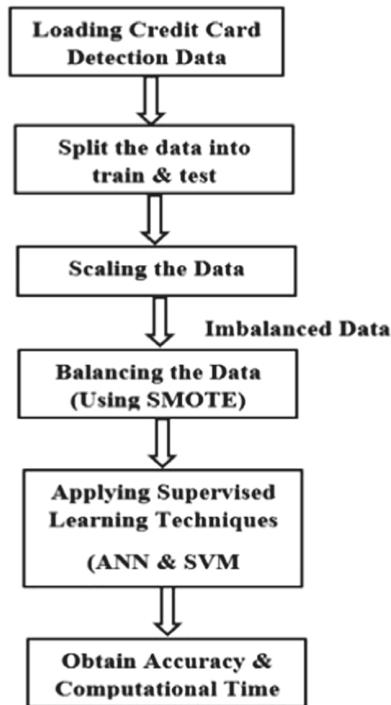 Loading Credit Card
Detection Data
Split the data into
train & test
Scaling the Data
Imbalanced Data
Balancing the Data
(Using SMOTE)
Applying Supervised
Learning Techniques
(ANN & SVM
Obtain Accuracy &
Computational Time